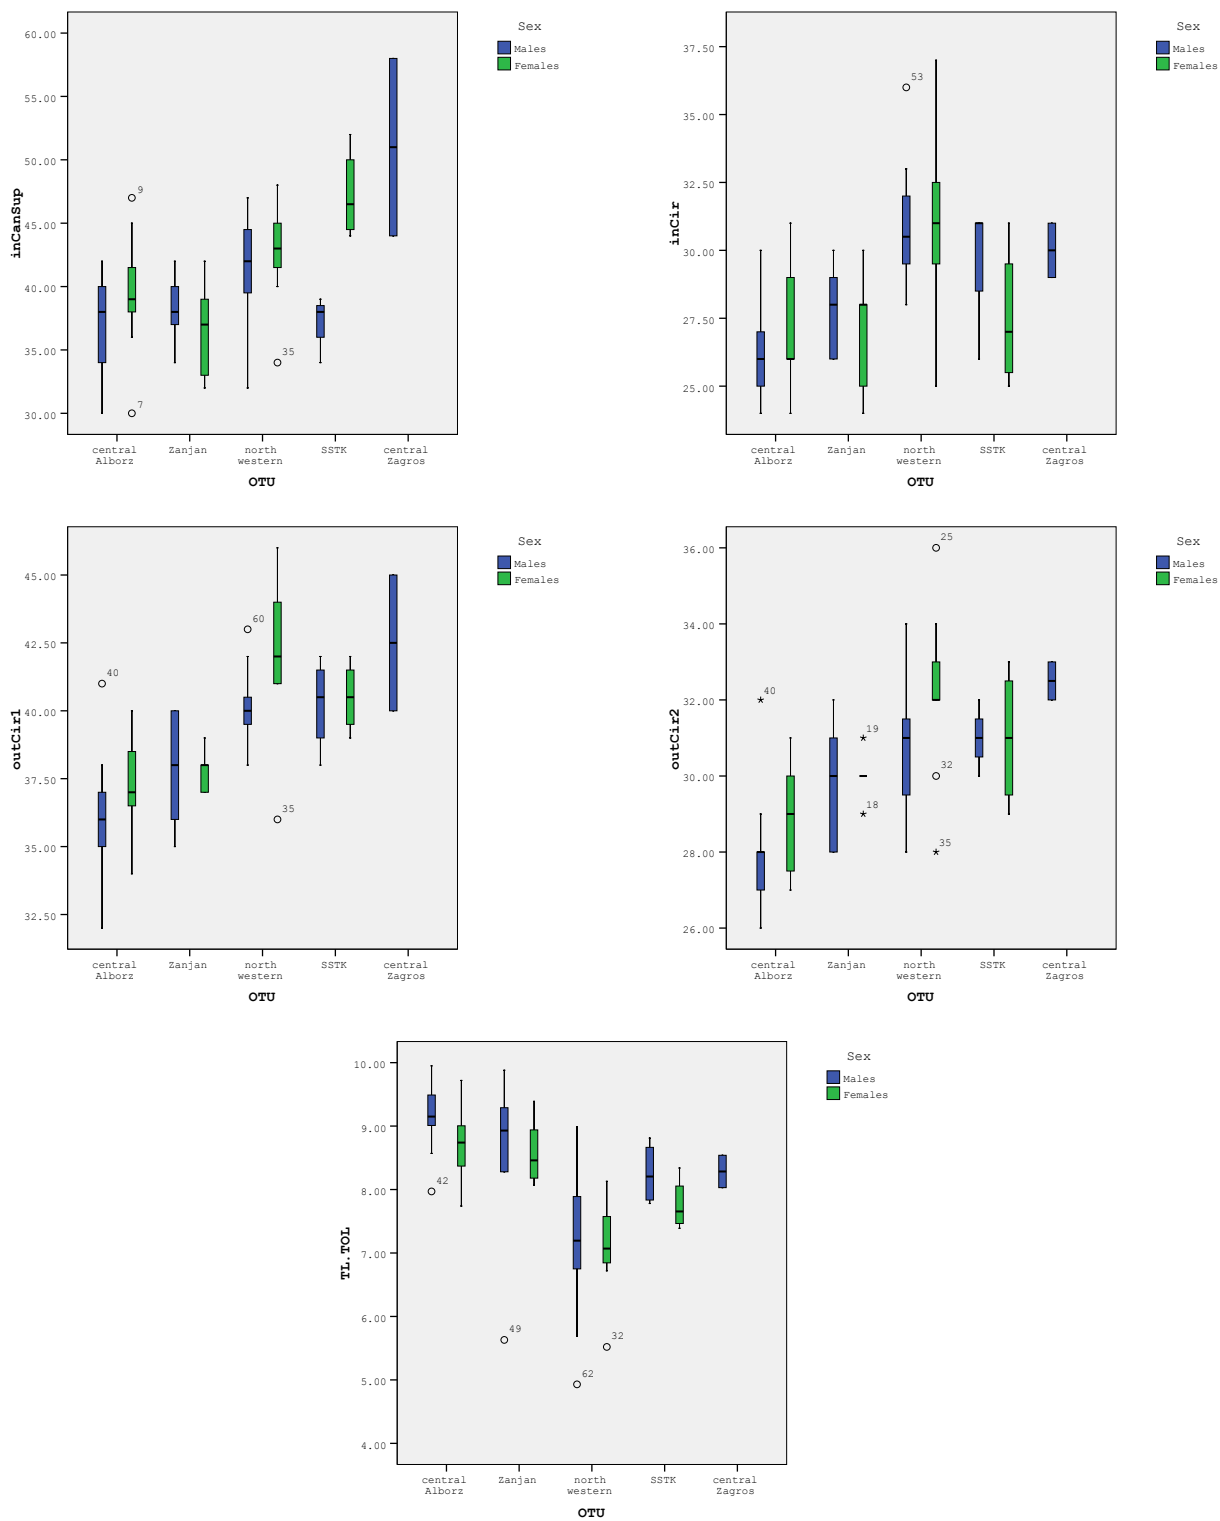 Sex
Males
Females
60.00
55.00
50.00
45.00
40.00
35.00
30.00
inCanSup
9
7
35
central
Alborz
Zanjan
north
western
SSTK
central
Zagros
OTU
Sex
Males
Females
37.50
35.00
32.50
30.00
27.50
25.00
inCir
53
central
Alborz
Zanjan
north
western
SSTK
central
Zagros
OTU
Sex
Males
Females
45.00
42.50
40.00
37.50
35.00
32.50
outCir1
40
60
35
central
Alborz
Zanjan
north
western
SSTK
central
Zagros
OTU
Sex
Males
Females
36.00
34.00
32.00
30.00
28.00
26.00
outCir2
40
19
18
25
32
35
central
Alborz
Zanjan
north
western
SSTK
central
Zagros
OTU
Sex
Males
Females
10.00
9.00
8.00
7.00
6.00
5.00
4.00
TL.TOL
42
49
62
32
central
Alborz
Zanjan
north
western
SSTK
central
Zagros
OTU